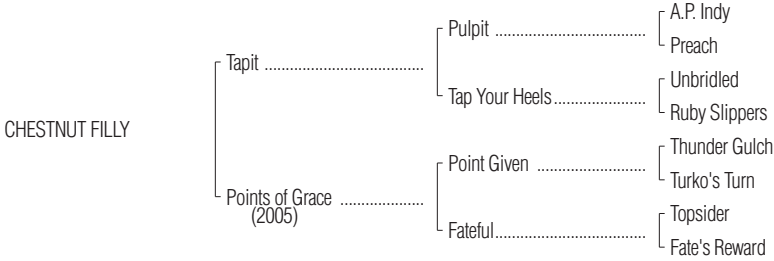 A.P. Indy
Pulpit ......................................
Preach
Tapit ........................................
Unbridled
Tap Your Heels .......................
Ruby Slippers
CHESTNUT FILLY
Thunder Gulch
Point Given ...........................
Turko's Turn
Points of Grace .....................
(2005)
Topsider
Fateful......................................
Fate's Reward